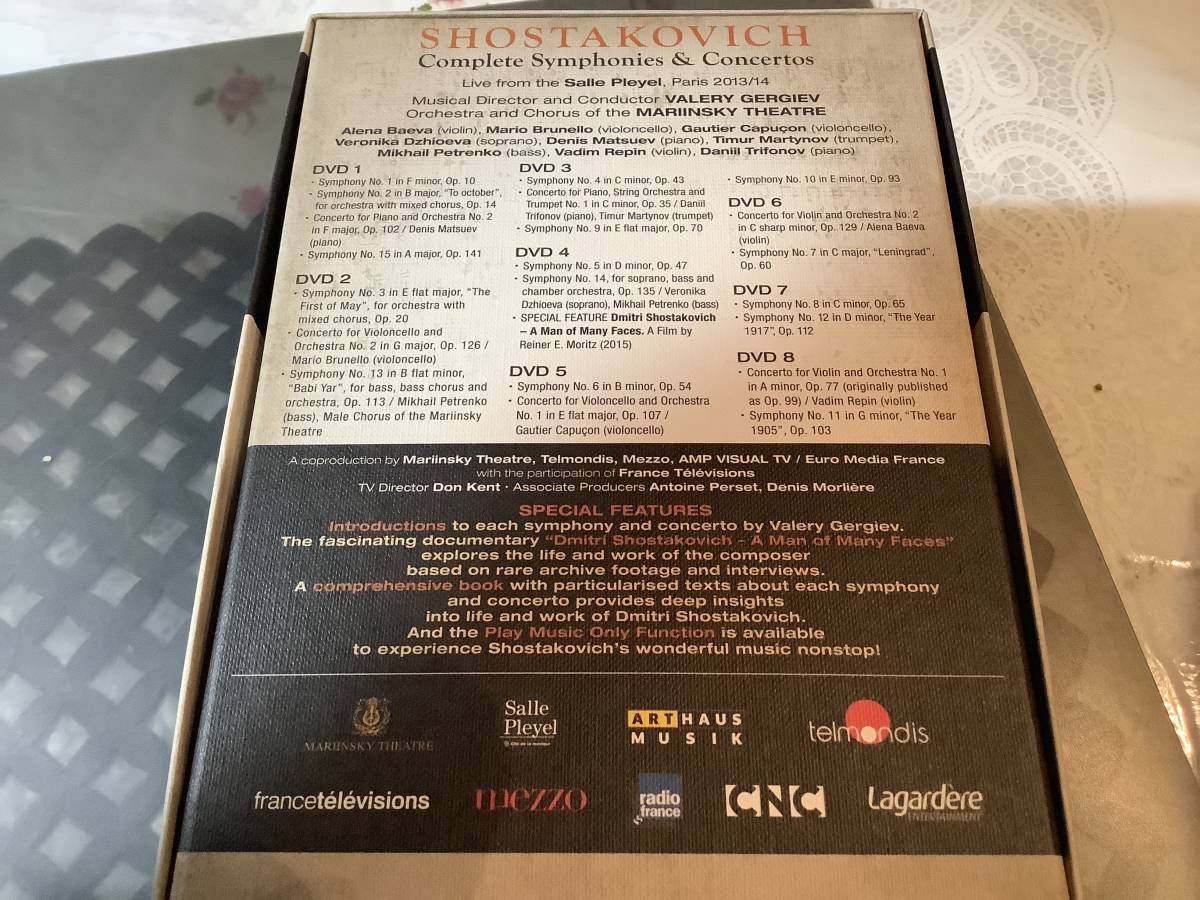 SHOSTAKOVICH
Complete Symphonies & Concertos
Live from the Salle Pleyel, Paris 2013/14
Musical Director and Conductor VALERY GERGIEV
Orchestra and Chorus of the MARIINSKY THEATRE
Alena Baeva (violin), Mario Brunello (violoncello), Gautier Capuçon (violoncello),
Veronika Dzhioeva (soprano), Denis Matsuev (piano), Timur Martynov (trumpet),
Mikhail Petrenko (bass), Vadim Repin (violin), Daniil Trifonov (piano)
DVD 1
· Symphony No. 1 in F minor, Op. 10
· Symphony No. 2 in B major, "To october",
for orchestra with mixed chorus, Op. 14
· Concerto for Piano and Orchestra No. 2
in F major, Op. 102 / Denis Matsuev
(piano)
· Symphony No. 15 in A major, Op. 141
DVD 2
· Symphony No. 3 in E flat major, "The
First of May", for orchestra with
mixed chorus, Op. 20
· Concerto for Violoncello and
Orchestra No. 2 in G major, Op. 126 /
Mario Brunello (violoncello)
· Symphony No. 13 in B flat minor,
"Babi Yar", for bass, bass chorus and
orchestra, Op. 113 / Mikhail Petrenko
(bass), Male Chorus of the Mariinsky
Theatre
DVD 3
· Symphony No. 4 in C minor, Op. 43
· Concerto for Piano, String Orchestra and
Trumpet No. 1 in C minor, Op. 35 / Daniil
Trifonov (piano), Timur Martynov (trumpet)
· Symphony No. 9 in E flat major, Op. 70
DVD 4
· Symphony No. 5 in D minor, Op. 47
· Symphony No. 14, for soprano, bass and
chamber orchestra, Op. 135 / Veronika
Dzhioeva (soprano), Mikhail Petrenko (bass)
· SPECIAL FEATURE Dmitri Shostakovich
– A Man of Many Faces. A Film by
Reiner E. Moritz (2015)
DVD 5
· Symphony No. 6 in B minor, Op. 54
· Concerto for Violoncello and Orchestra
No. 1 in E flat major, Op. 107 /
Gautier Capuçon (violoncello)
· Symphony No. 10 in E minor, Op. 93
DVD 6
· Concerto for Violin and Orchestra No. 2
in C sharp minor, Op. 129 / Alena Baeva
(violin)
· Symphony No. 7 in C major, "Leningrad",
Op. 60
DVD 7
· Symphony No. 8 in C minor, Op. 65
· Symphony No. 12 in D minor, "The Year
1917", Op. 112
DVD 8
· Concerto for Violin and Orchestra No. 1
in A minor, Op. 77 (originally published
as Op. 99) / Vadim Repin (violin)
· Symphony No. 11 in G minor, "The Year
1905", Op. 103
A coproduction by Mariinsky Theatre, Telmondis, Mezzo, AMP VISUAL TV / Euro Media France
with the participation of France Télévisions
TV Director Don Kent · Associate Producers Antoine Perset, Denis Morlière
SPECIAL FEATURES
Introductions to each symphony and concerto by Valery Gergiev.
The fascinating documentary "Dmitri Shostakovich - A Man of Many Faces"
explores the life and work of the composer
based on rare archive footage and interviews.
A comprehensive book with particularised texts about each symphony
and concerto provides deep insights
into life and work of Dmitri Shostakovich.
And the Play Music Only Function is available
to experience Shostakovich's wonderful music nonstop!
MARIINSKY THEATRE
Salle
Pleyel
Cité de la musique
ARTHAUS
MUSIK
telmondis
francetélévisions
mezzo
radio
france
CNC
Lagardère
ENTERTAINMENT